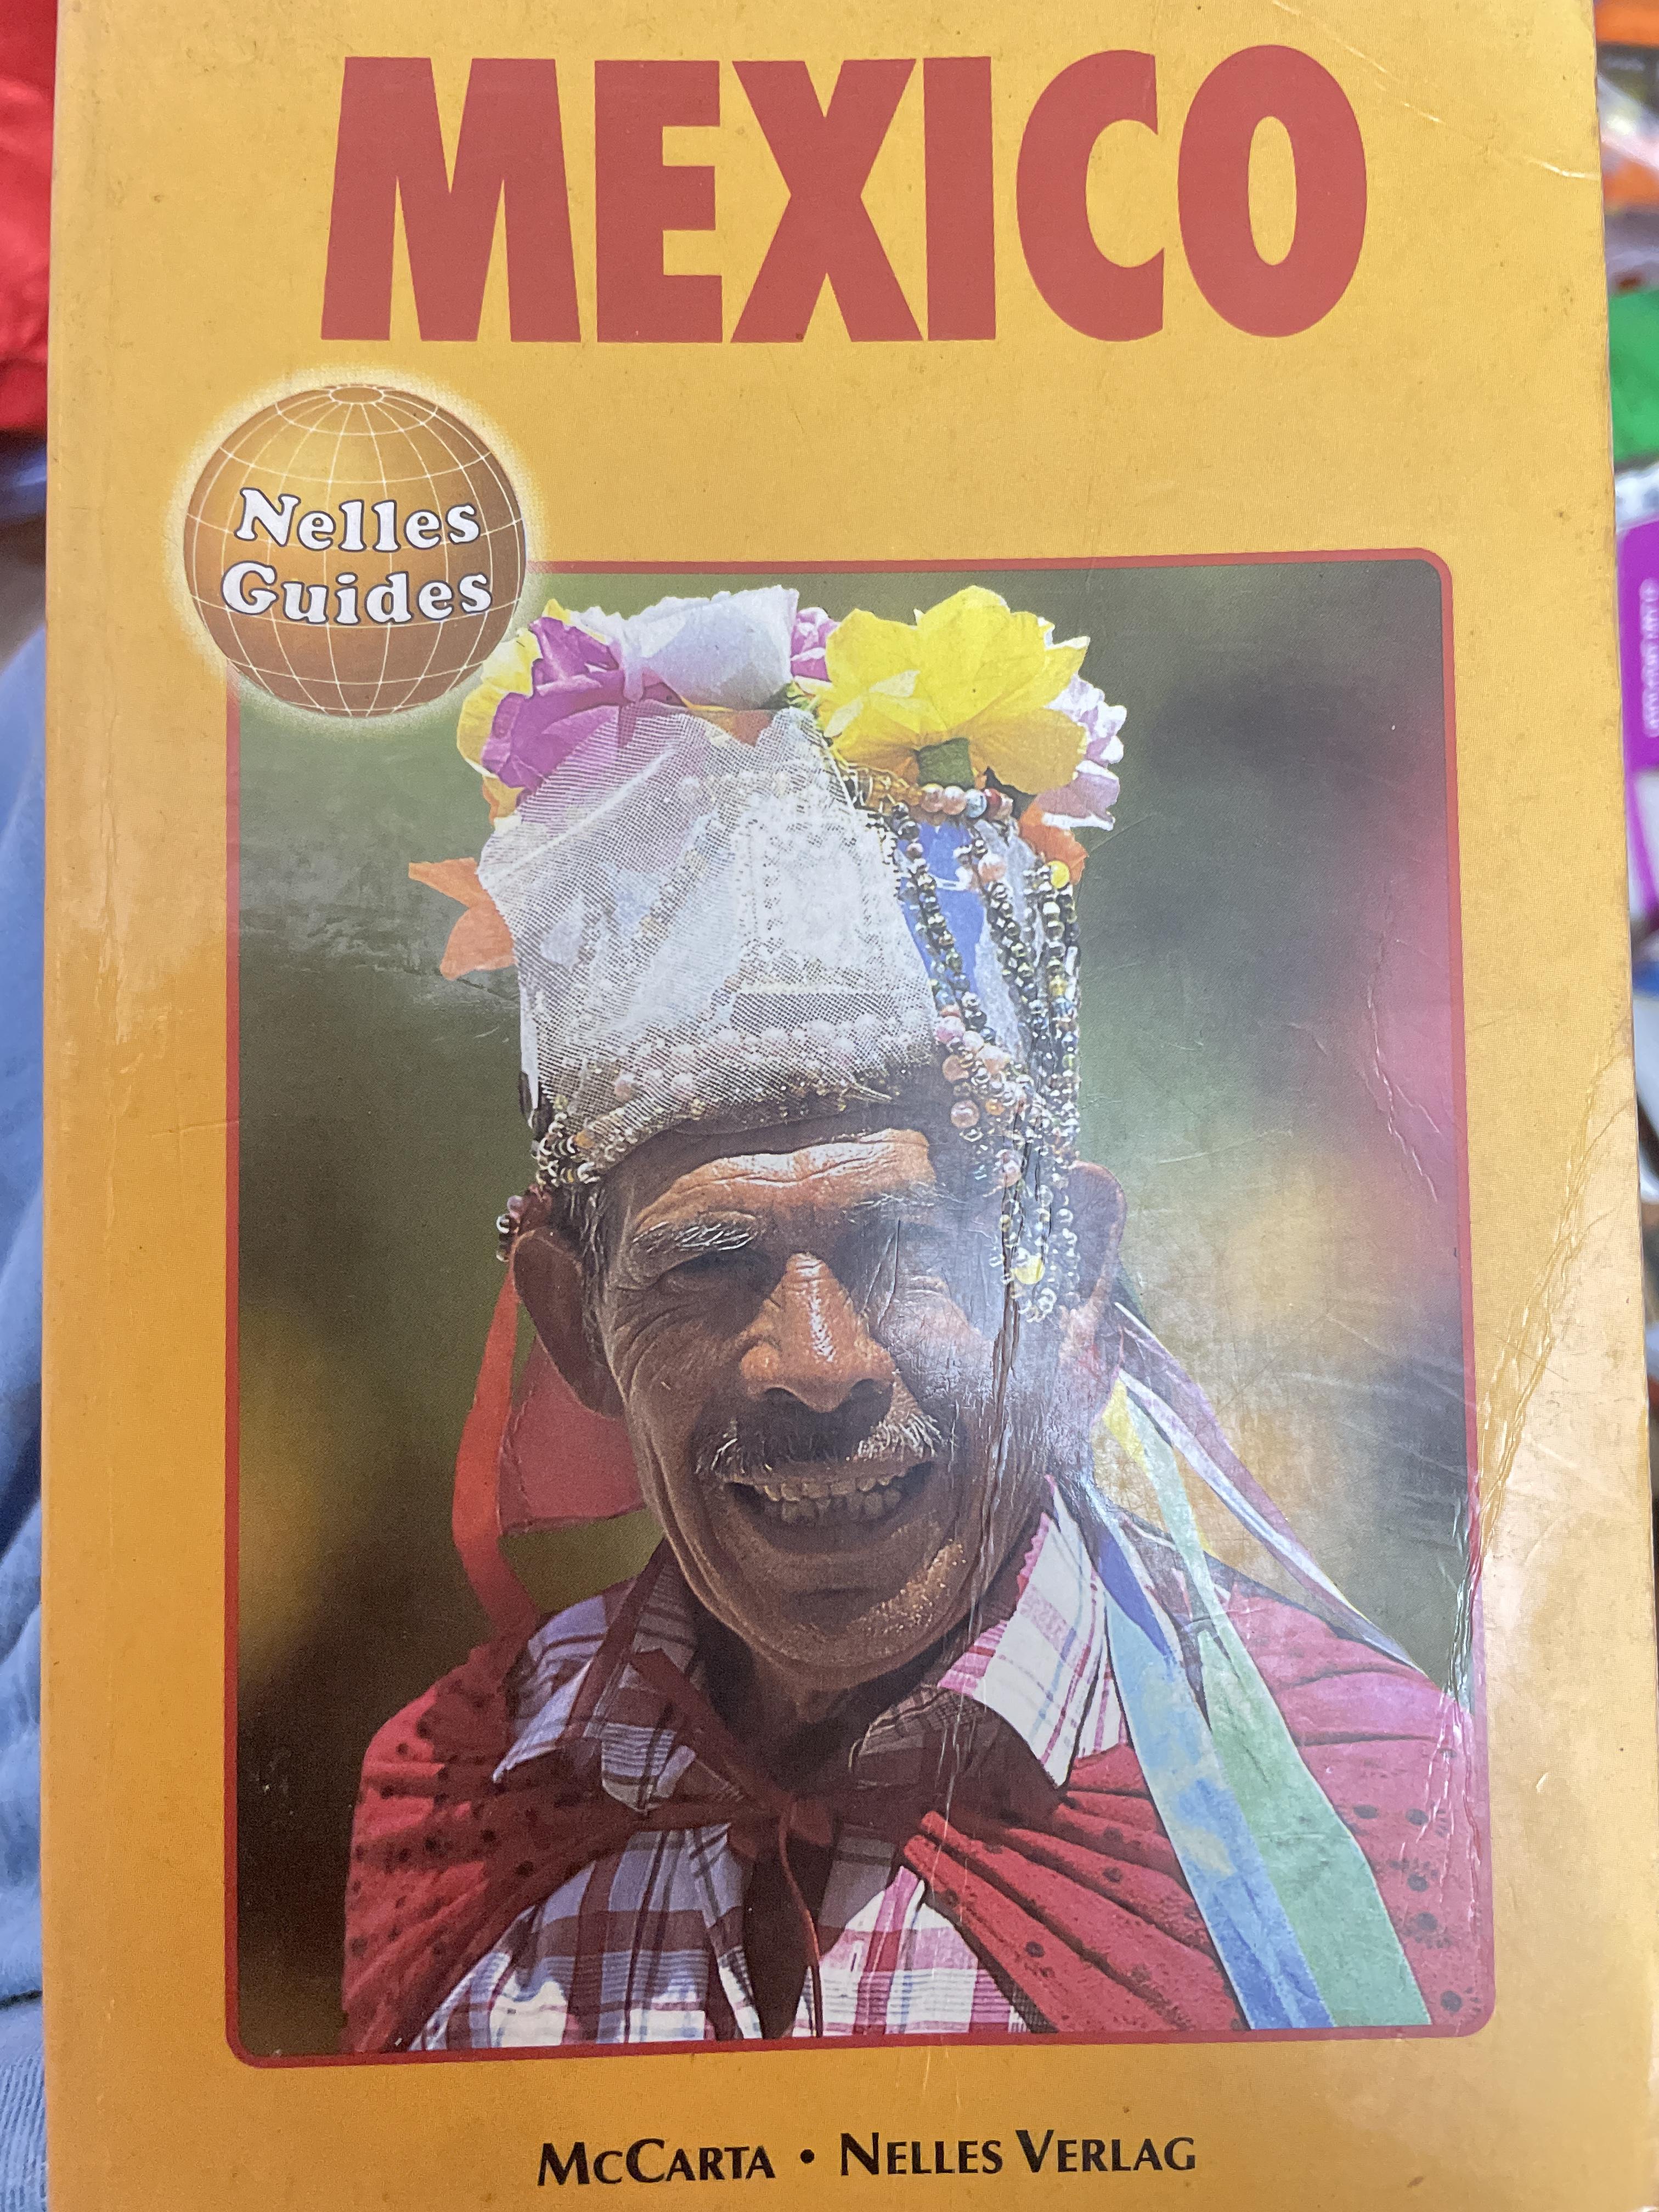 MEXICO
Nelles
Guides
MCCARTA • NELLES VERLAG